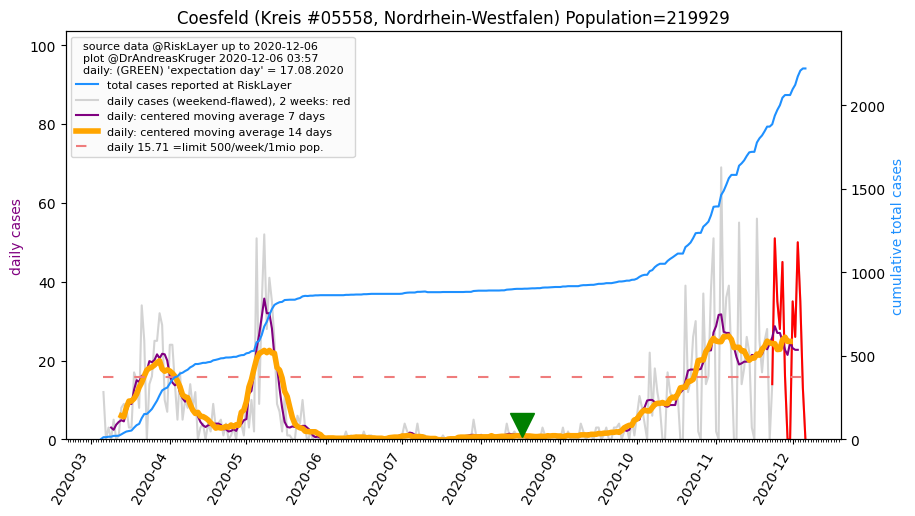 Coesfeld (Kreis #05558, Nordrhein-Westfalen) Population=219929
source data @RiskLayer up to 2020-12-06
plot @DrAndreasKruger 2020-12-06 03:57
daily: (GREEN) 'expectation day' = 17.08.2020
total cases reported at RiskLayer
daily cases (weekend-flawed), 2 weeks: red
daily: centered moving average 7 days
daily: centered moving average 14 days
daily 15.71 =limit 500/week/1mio pop.
daily cases
100
80
60
40
20
0
cumulative total cases
2000
1500
1000
500
0
2020-03
2020-04
2020-05
2020-06
2020-07
2020-08
2020-09
2020-10
2020-11
2020-12